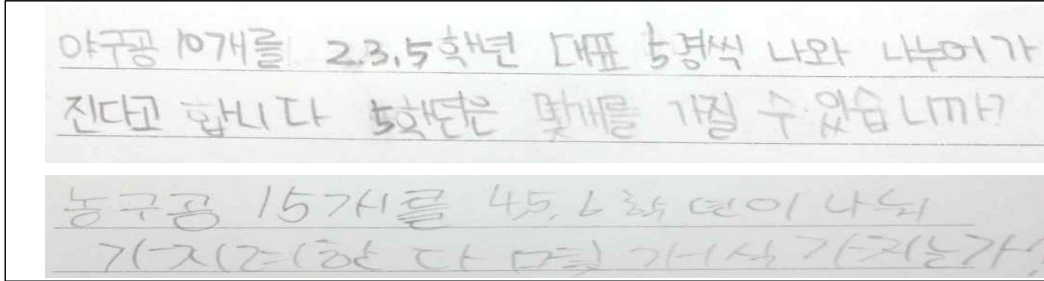 야구공 10개를 2.3.5학년 대표 5명씩 나와 나누어가
진다고 합니다 5학년은 몇개를 가질 수 있습니까?
농구공 15개를 4,5,6학년이 나눠
가지려한다 몇개씩 가지는가?